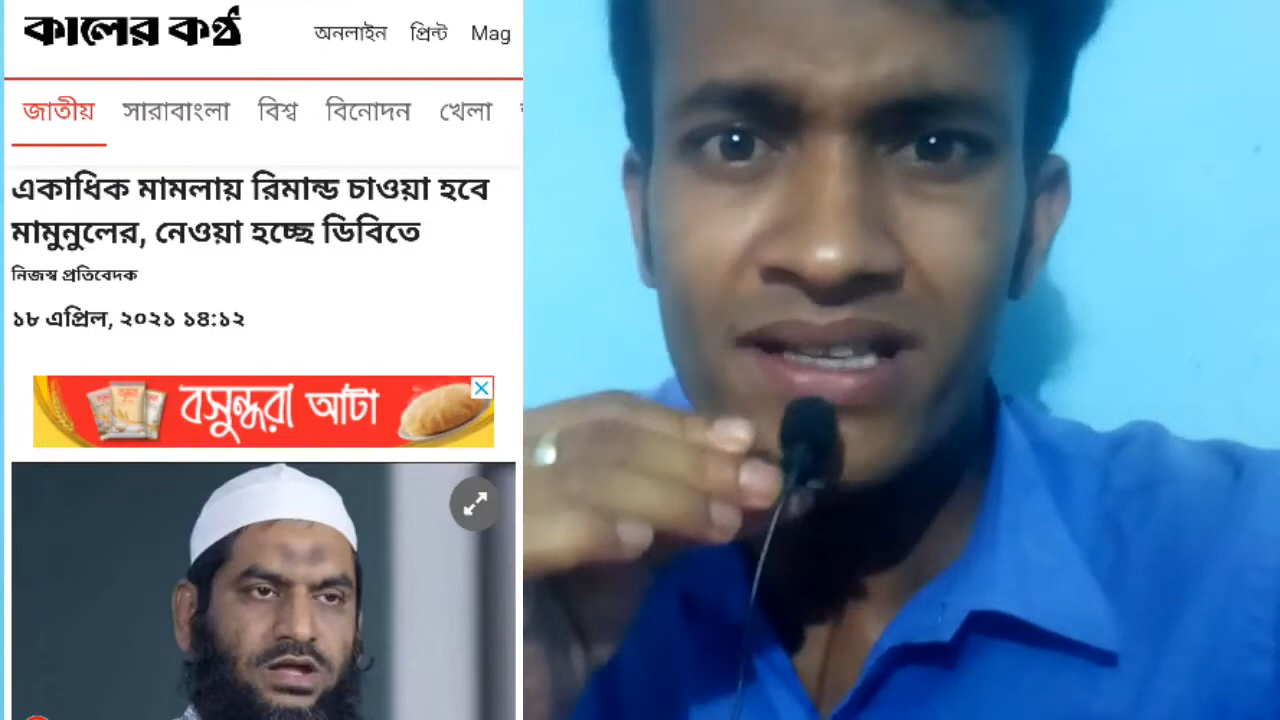 কালের কণ্ঠ
অনলাইন প্রিন্ট Mag
জাতীয় সারাবাংলা বিশ্ব বিনোদন খেলা
একাধিক মামলায় রিমান্ড চাওয়া হবে
মামুনুলের, নেওয়া হচ্ছে ডিবিতে
নিজস্ব প্রতিবেদক
১৮ এপ্রিল, ২০২১ ১৪:১২
বসুন্ধরা আটা